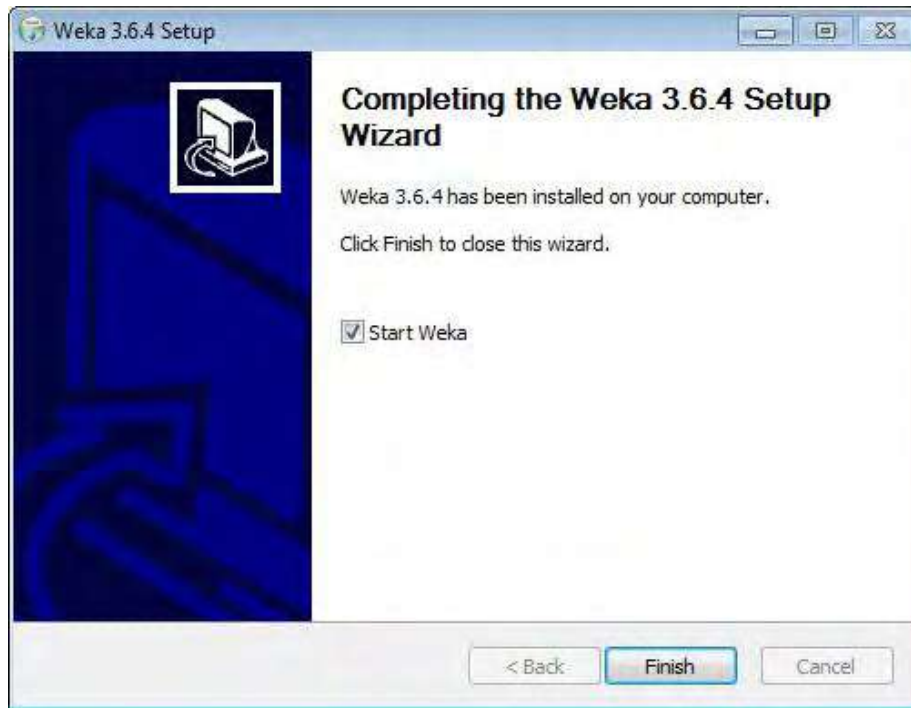 Weka 3.6.4 Setup
Completing the Weka 3.6.4 Setup
Wizard
Weka 3.6.4 has been installed on your computer.
Click Finish to close this wizard.
Start Weka
< Back
Finish
Cancel